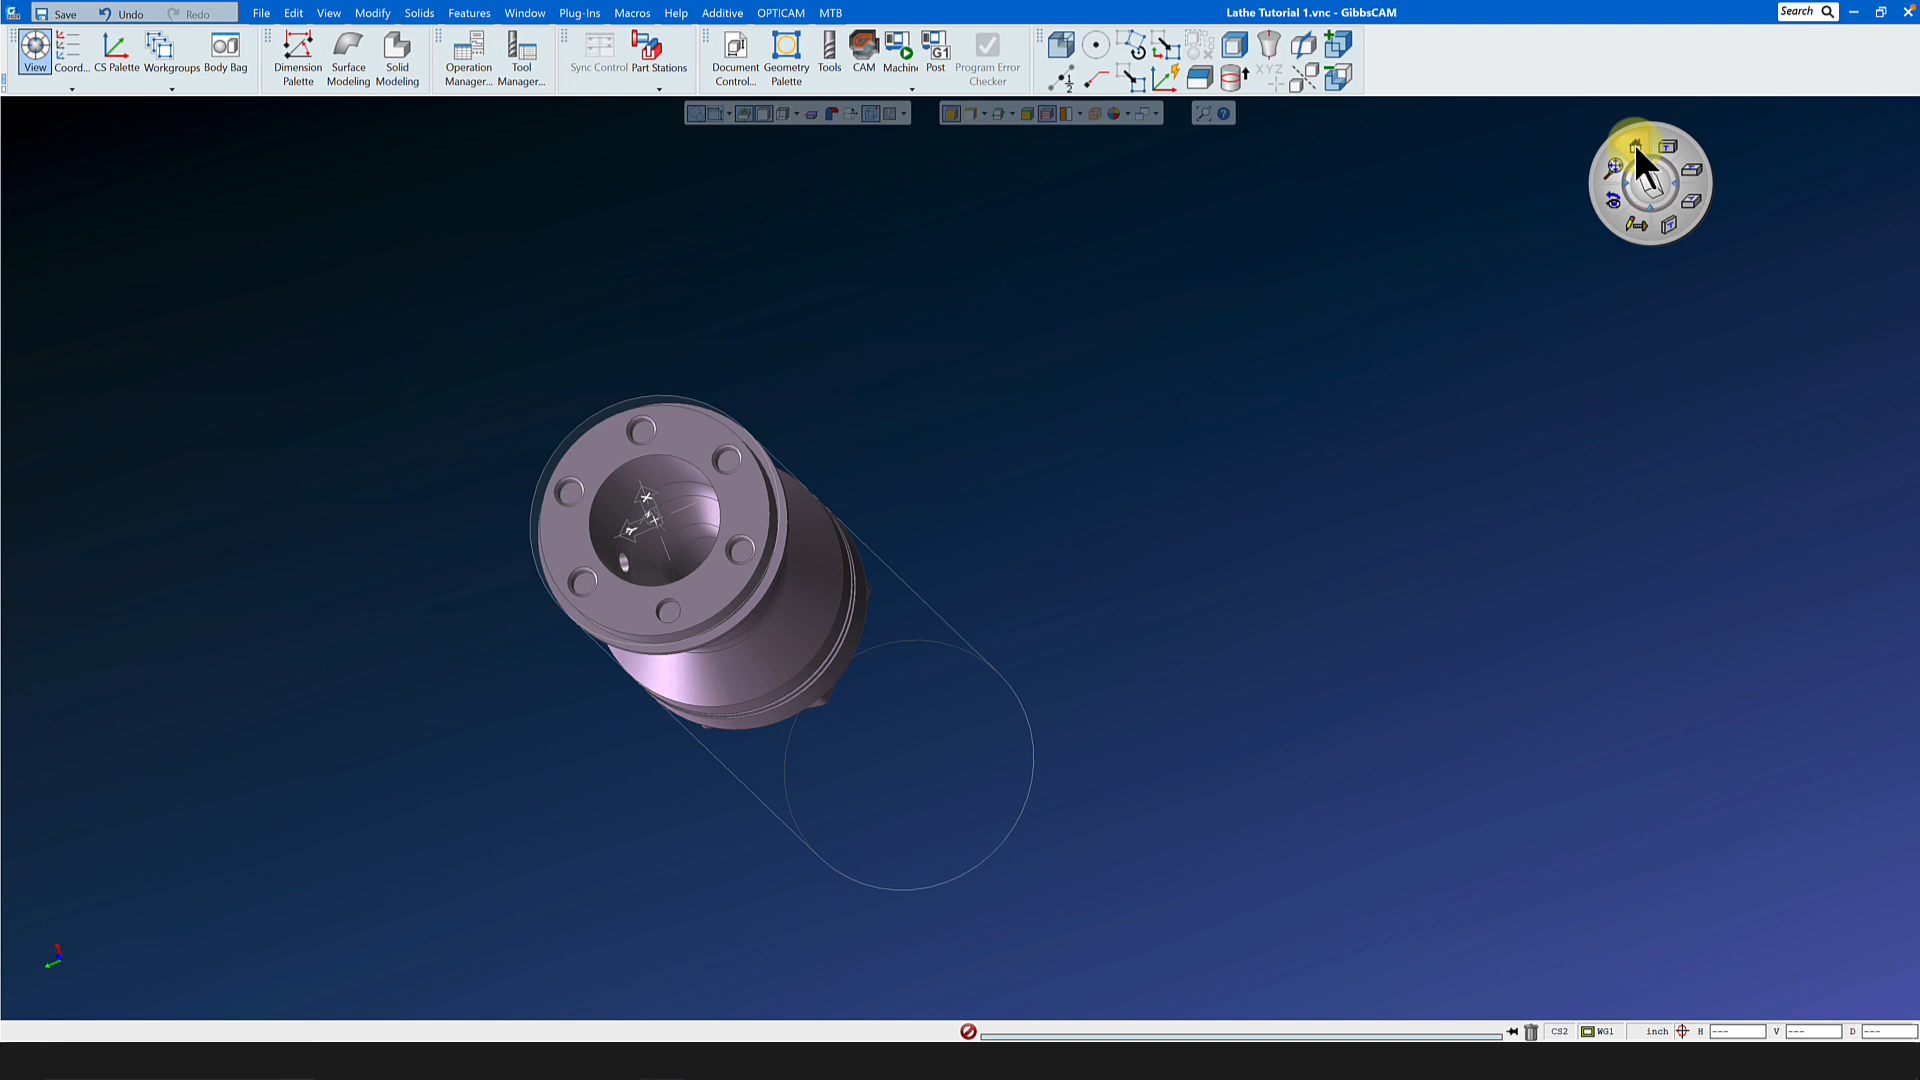 Save Undo Redo File Edit View Modify Solids Features Window Plug-Ins Macros Help Additive OPTICAM MTB
Lathe Tutorial 1.vnc - GibbsCAM
Search
View Coord... CS Palette Workgroups Body Bag
Dimension Palette
Surface Modeling
Solid Modeling
Operation Manager...
Tool Manager...
Sync Control Part Stations
Document Control...
Geometry Palette
Tools CAM Machin Post
Program Error Checker
G1
XYZ
X
Y
CS2 WG1 inch H --- V --- D ---